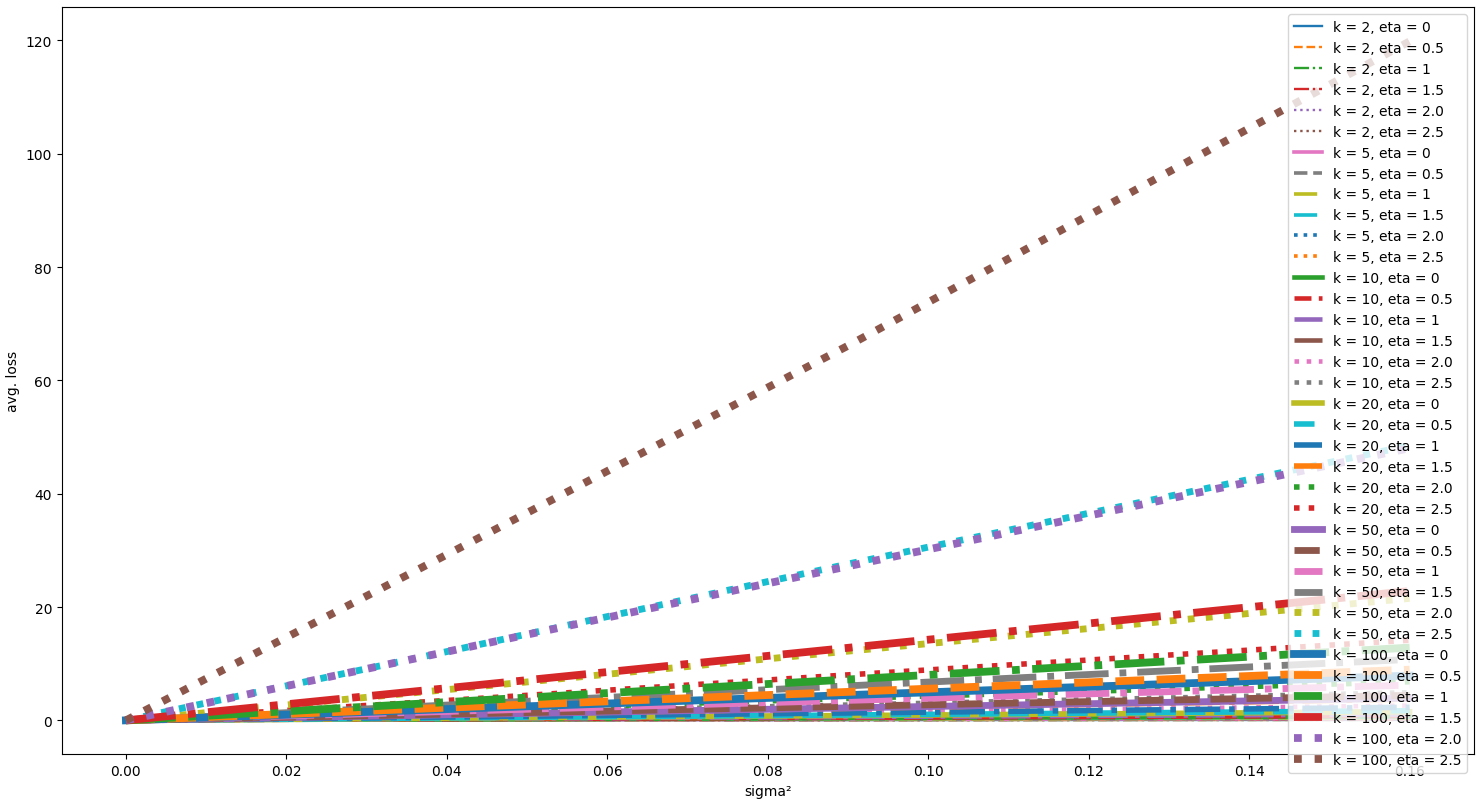 120
100
80
60
40
20
0
avg. loss
0.00 0.02 0.04 0.06 0.08 0.10 0.12 0.14 0.16
sigma²
k = 2, eta = 0
k = 2, eta = 0.5
k = 2, eta = 1
k = 2, eta = 1.5
k = 2, eta = 2.0
k = 2, eta = 2.5
k = 5, eta = 0
k = 5, eta = 0.5
k = 5, eta = 1
k = 5, eta = 1.5
k = 5, eta = 2.0
k = 5, eta = 2.5
k = 10, eta = 0
k = 10, eta = 0.5
k = 10, eta = 1
k = 10, eta = 1.5
k = 10, eta = 2.0
k = 10, eta = 2.5
k = 20, eta = 0
k = 20, eta = 0.5
k = 20, eta = 1
k = 20, eta = 1.5
k = 20, eta = 2.0
k = 20, eta = 2.5
k = 50, eta = 0
k = 50, eta = 0.5
k = 50, eta = 1
k = 50, eta = 1.5
k = 50, eta = 2.0
k = 50, eta = 2.5
k = 100, eta = 0
k = 100, eta = 0.5
k = 100, eta = 1
k = 100, eta = 1.5
k = 100, eta = 2.0
k = 100, eta = 2.5